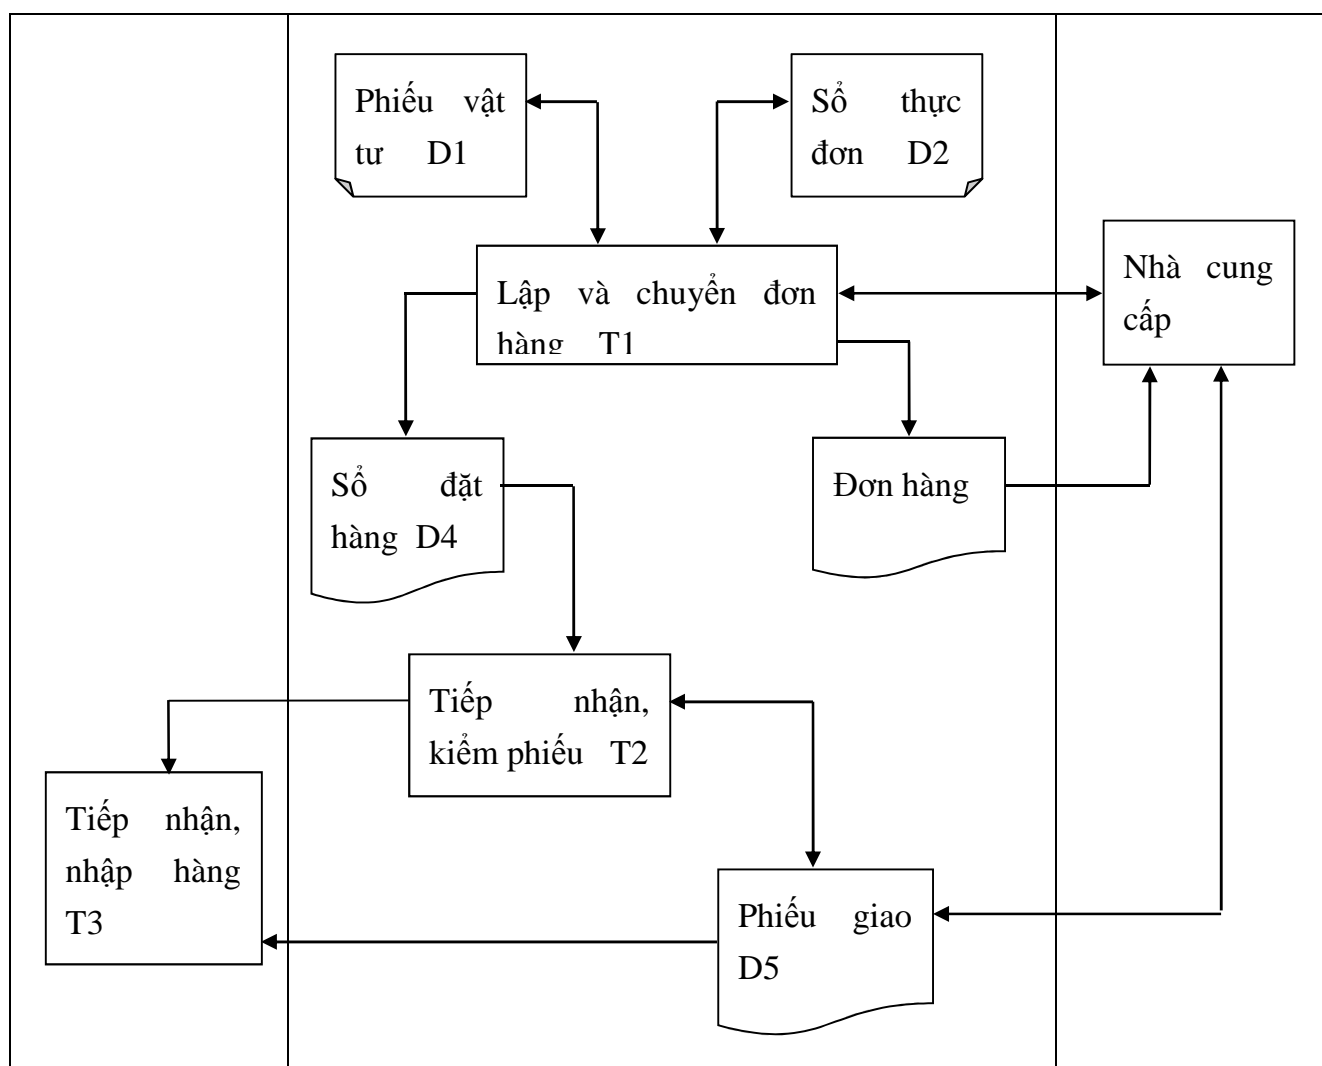 Phiếu vật
tư D1
Sổ thực
đơn D2
Lập và chuyển đơn
hàng T1
Nhà cung
cấp
Sổ đặt
hàng D4
Đơn hàng
Tiếp nhận,
kiểm phiếu T2
Tiếp nhận,
nhập hàng
T3
Phiếu giao
D5